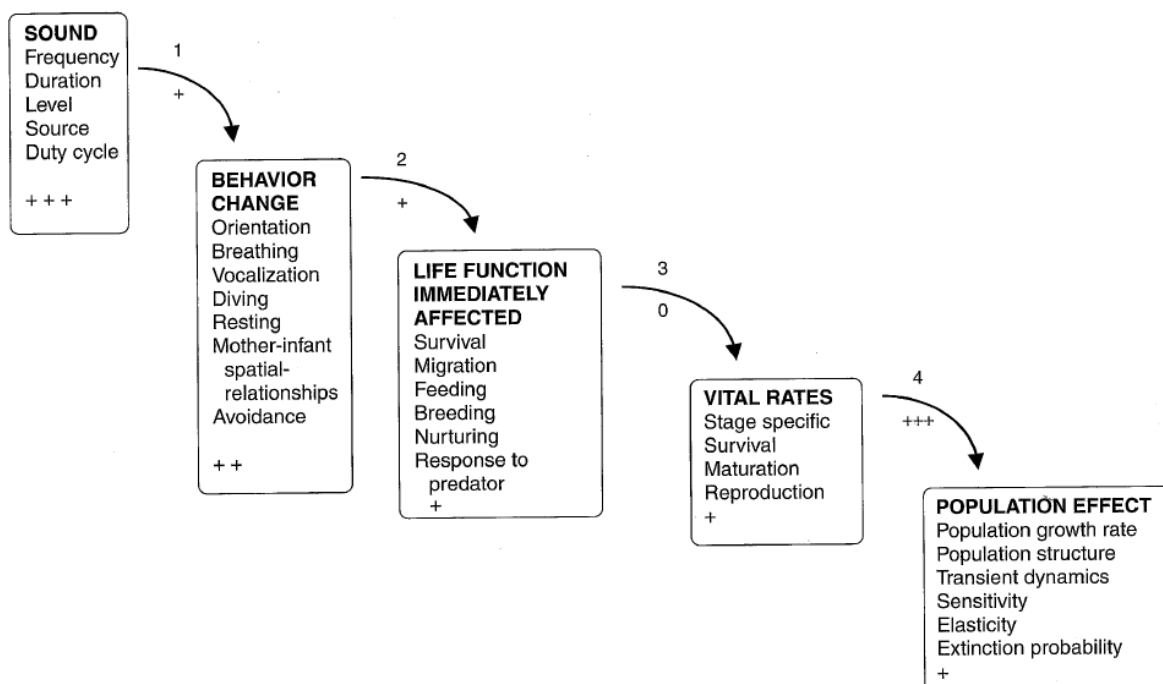 SOUND
Frequency
Duration
Level
Source
Duty cycle
+ + +
1
+
BEHAVIOR
CHANGE
Orientation
Breathing
Vocalization
Diving
Resting
Mother-infant
spatial-
relationships
Avoidance
+ +
2
+
LIFE FUNCTION
IMMEDIATELY
AFFECTED
Survival
Migration
Feeding
Breeding
Nurturing
Response to
predator
+
3
0
VITAL RATES
Stage specific
Survival
Maturation
Reproduction
+
4
+++
POPULATION EFFECT
Population growth rate
Population structure
Transient dynamics
Sensitivity
Elasticity
Extinction probability
+